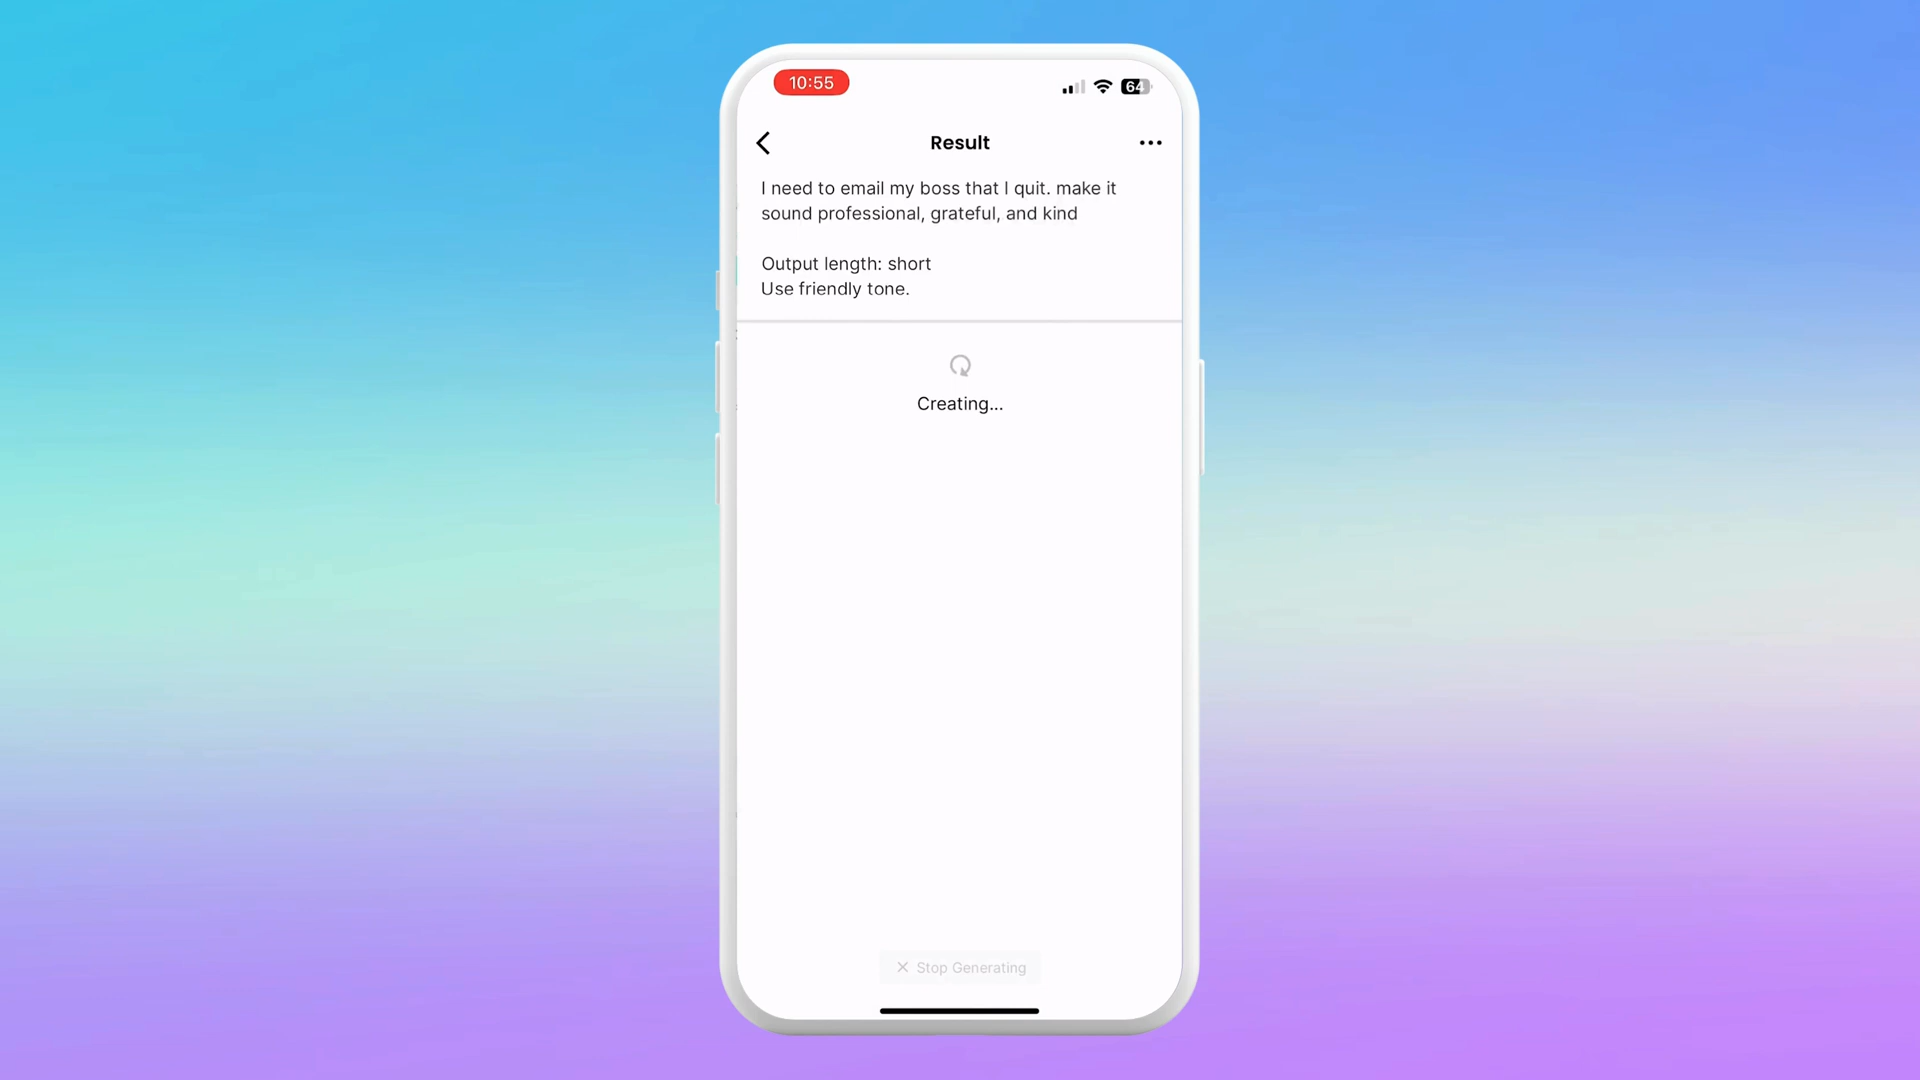 10:55
64
Result
I need to email my boss that I quit. make it
sound professional, grateful, and kind
Output length: short
Use friendly tone.
Creating...
Stop Generating